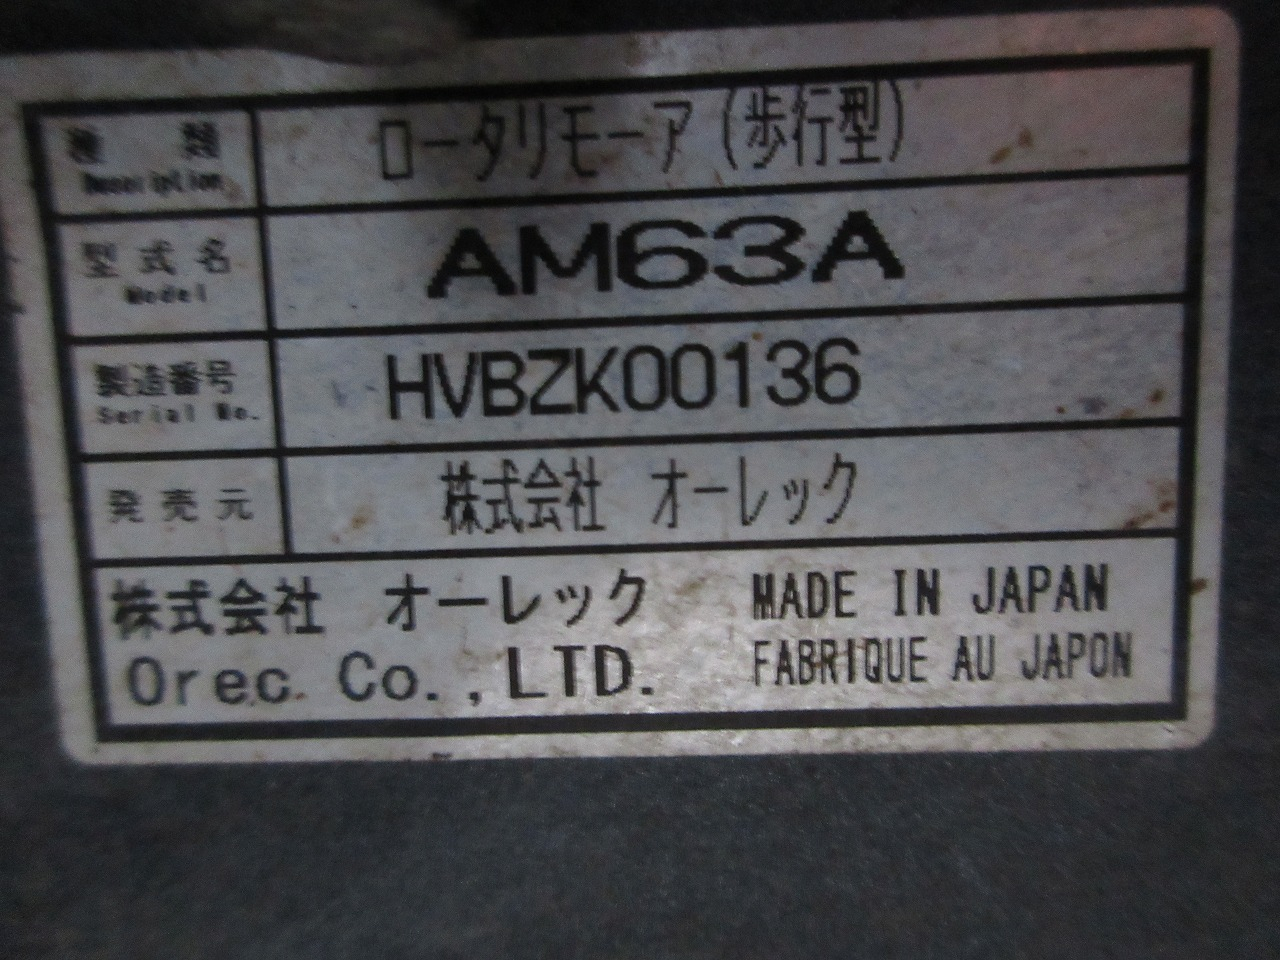 種類 ロータリモーア(歩行型)
Description
型式名 AM63A
Model
製造番号 HVBZK00136
Serial No.
発売元 株式会社 オーレック
株式会社 オーレック MADE IN JAPAN
Orec Co.,LTD. FABRIQUE AU JAPON